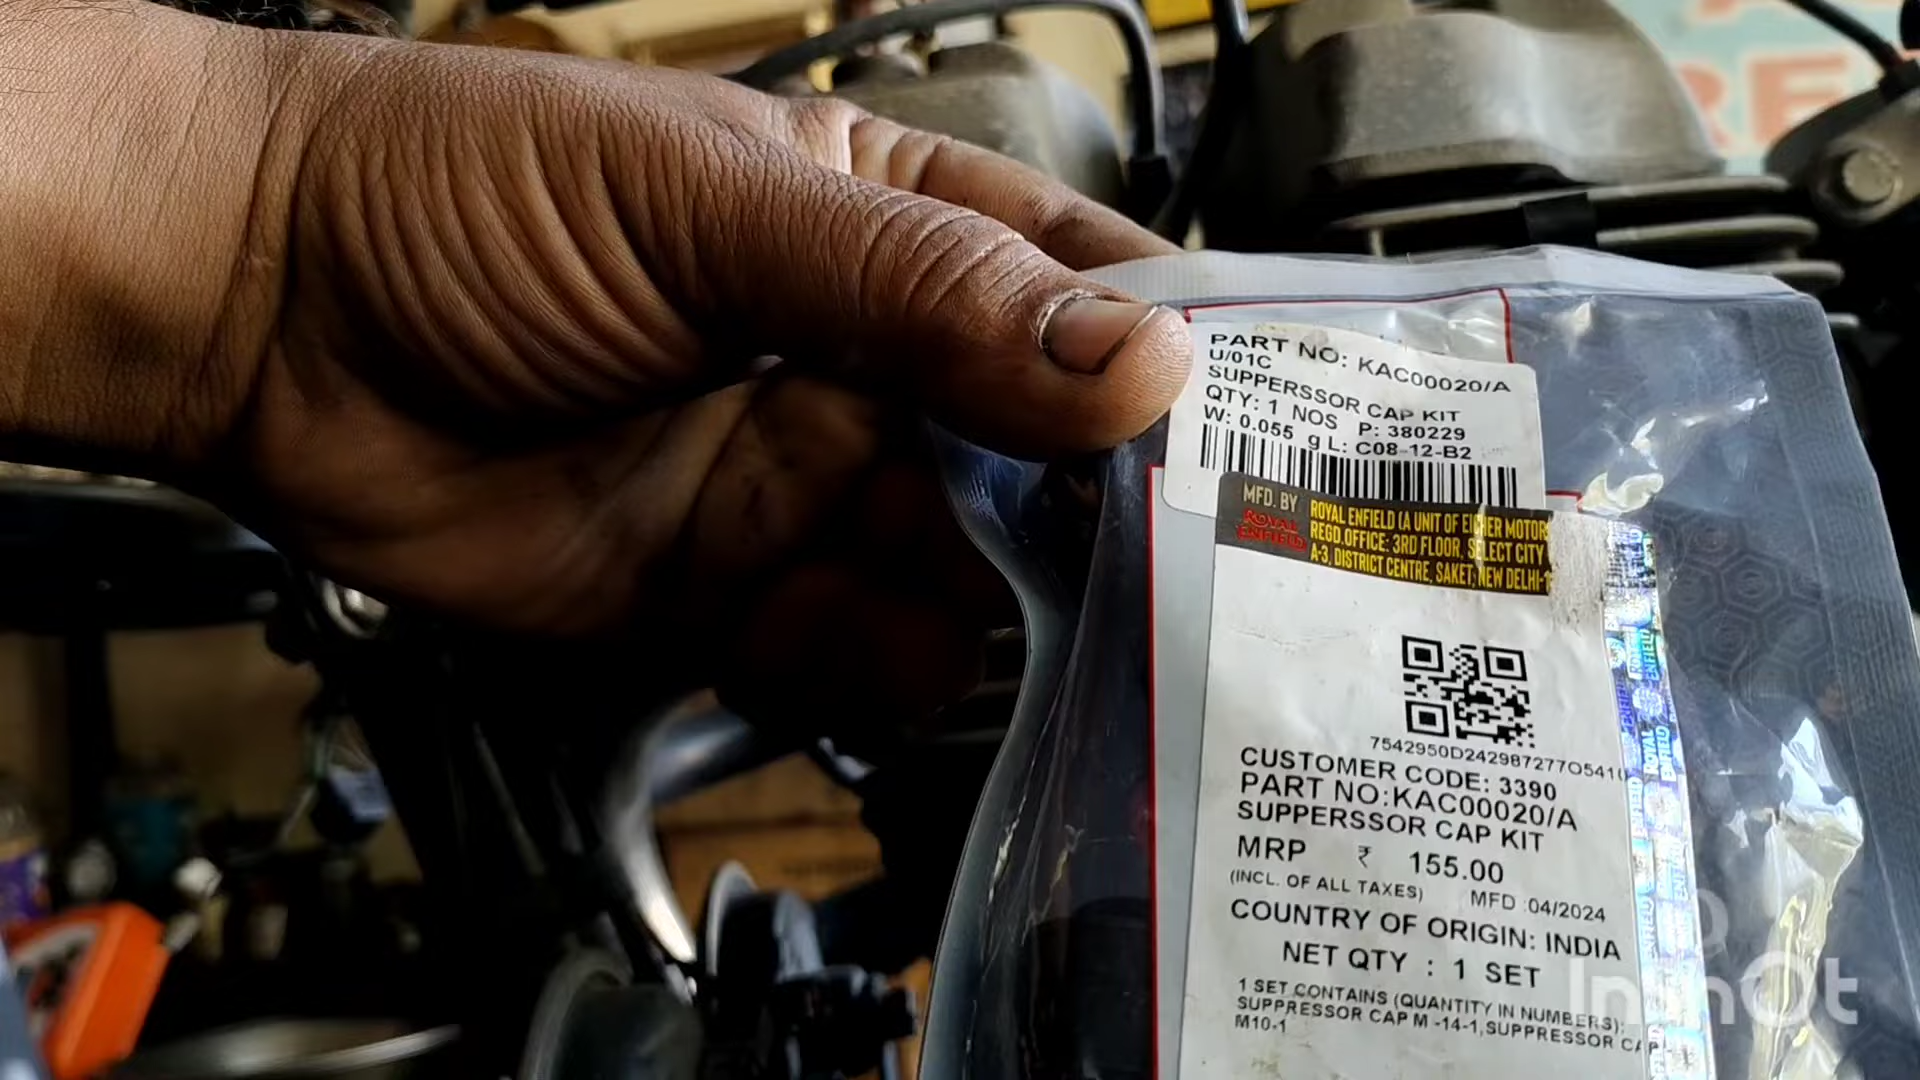 RE
PART NO: KAC00020/A
U/01C
SUPPERSSOR CAP KIT
QTY: 1 NOS P: 380229
W: 0.055 g L: C08-12-B2
MFD. BY
ROYAL ENFIELD
ROYAL ENFIELD (A UNIT OF EICHER MOTOR
REGD.OFFICE: 3RD FLOOR, SELECT CITY
A-3, DISTRICT CENTRE, SAKET, NEW DELHI-1
7542950D242987277O5410
CUSTOMER CODE: 3390
PART NO:KAC00020/A
SUPPERSSOR CAP KIT
MRP ₹ 155.00
(INCL. OF ALL TAXES) MFD :04/2024
COUNTRY OF ORIGIN: INDIA
NET QTY : 1 SET
1 SET CONTAINS (QUANTITY IN NUMBERS):
SUPPRESSOR CAP M -14-1,SUPPRESSOR CAP
M10-1
ROYAL ENFIELD
InShOt